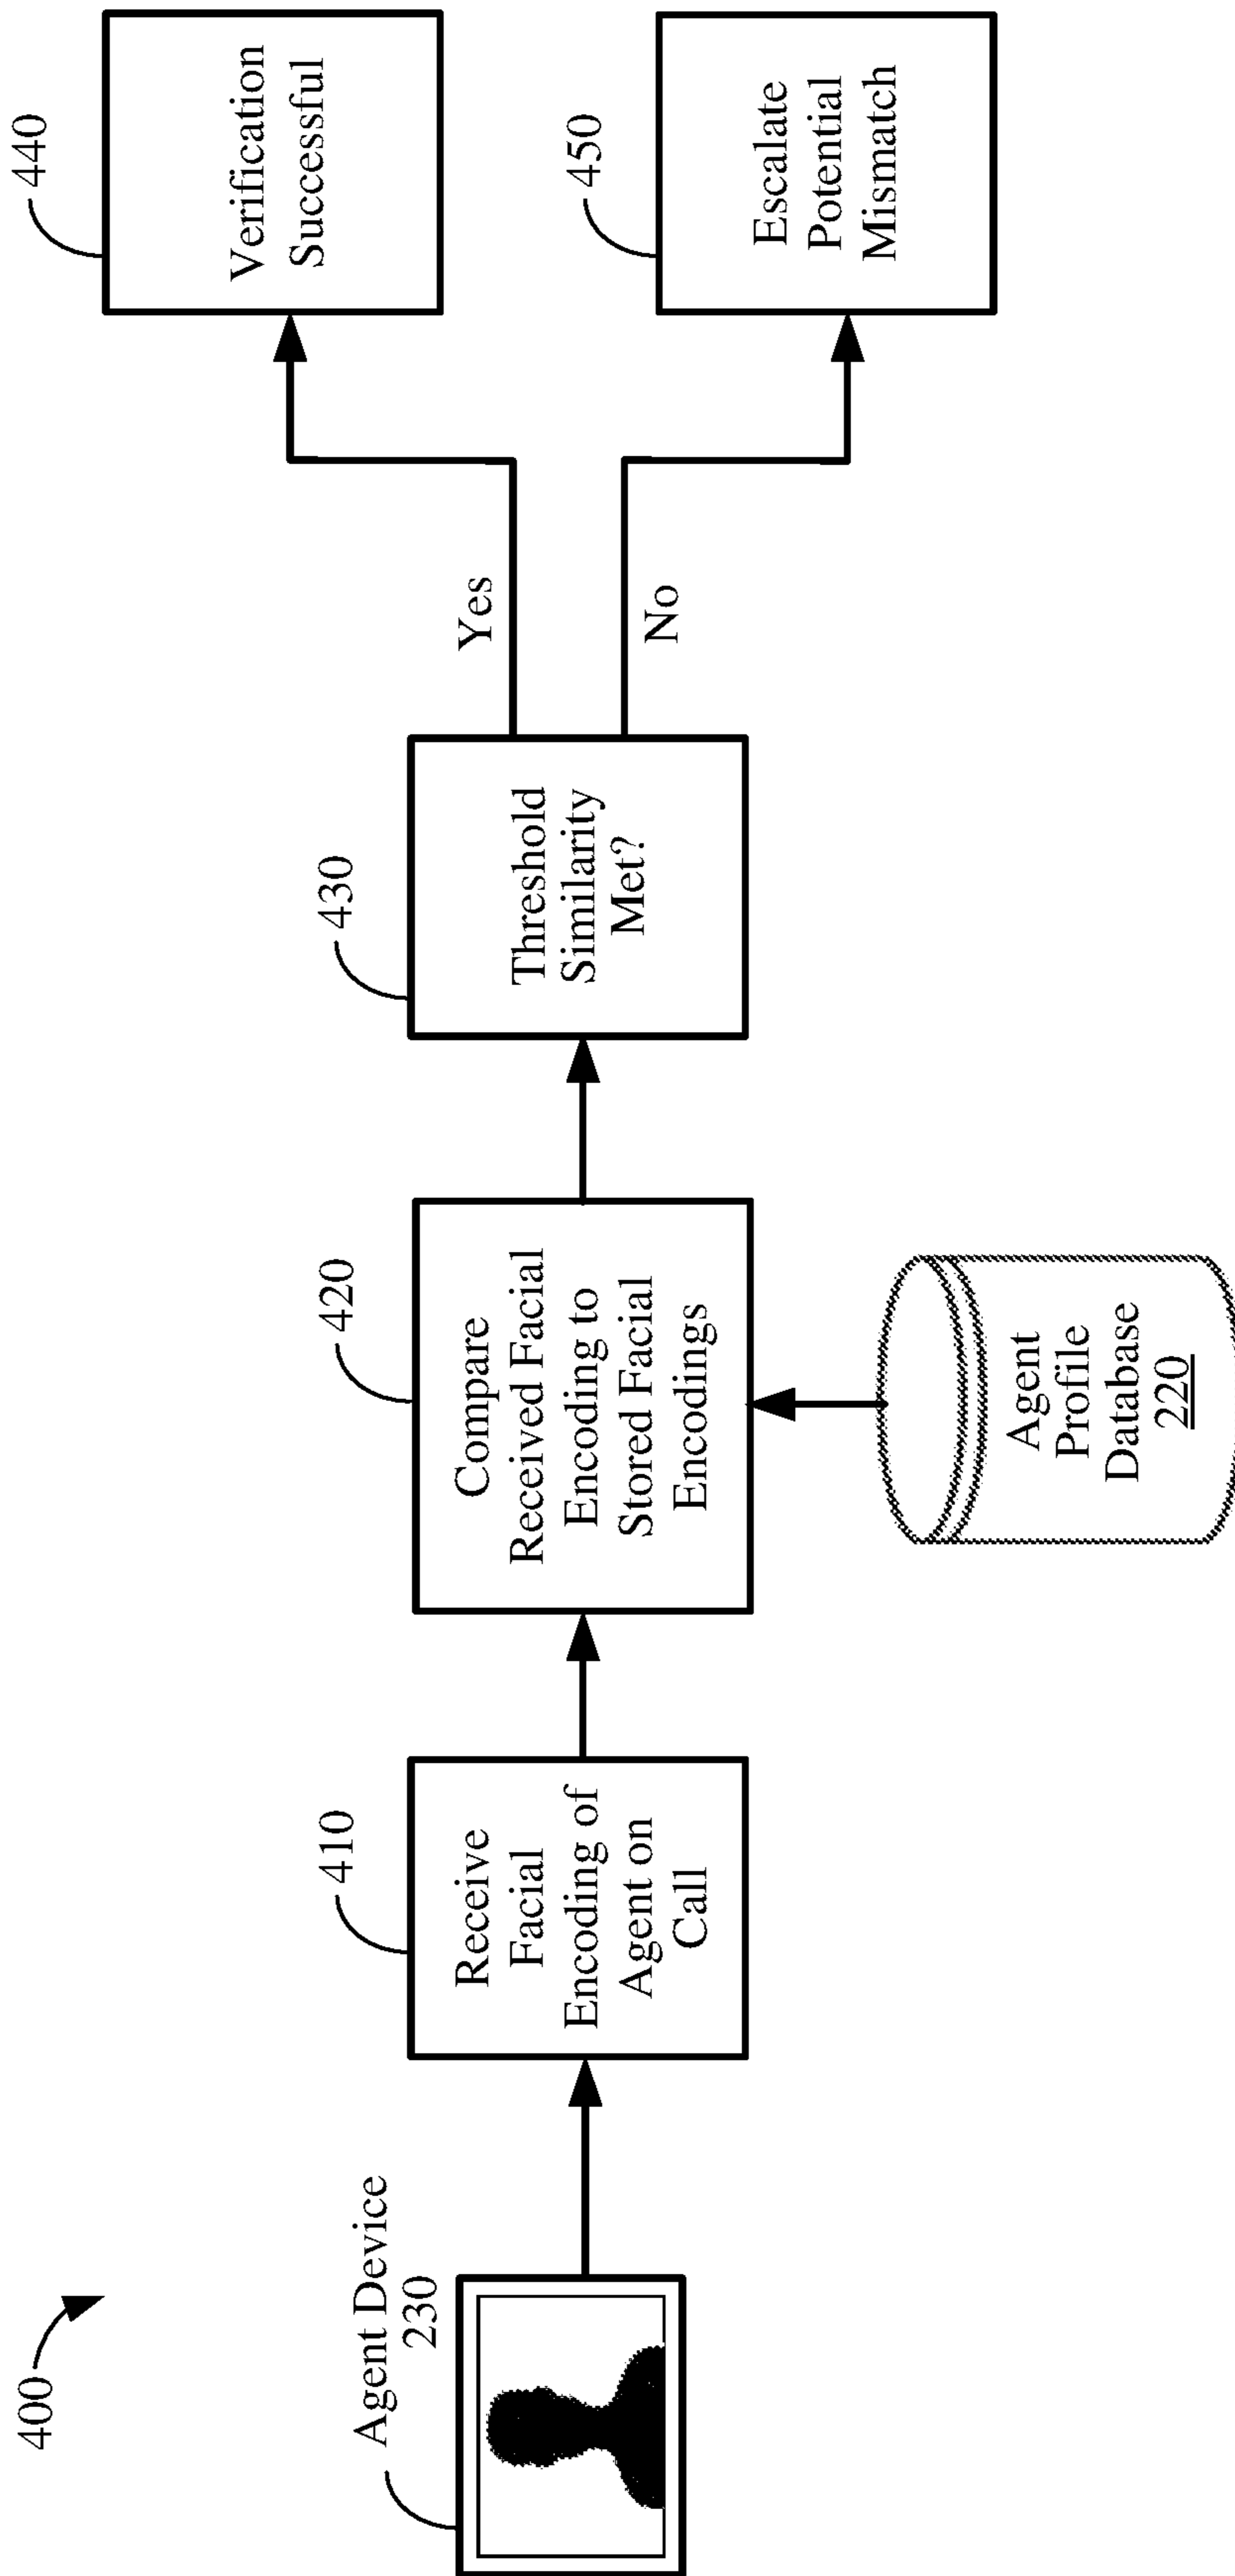 400
Agent Device
230
410
Receive
Facial
Encoding of
Agent on
Call
420
Compare
Received Facial
Encoding to
Stored Facial
Encodings
Agent
Profile
Database
220
430
Threshold
Similarity
Met?
Yes
No
440
Verification
Successful
450
Escalate
Potential
Mismatch